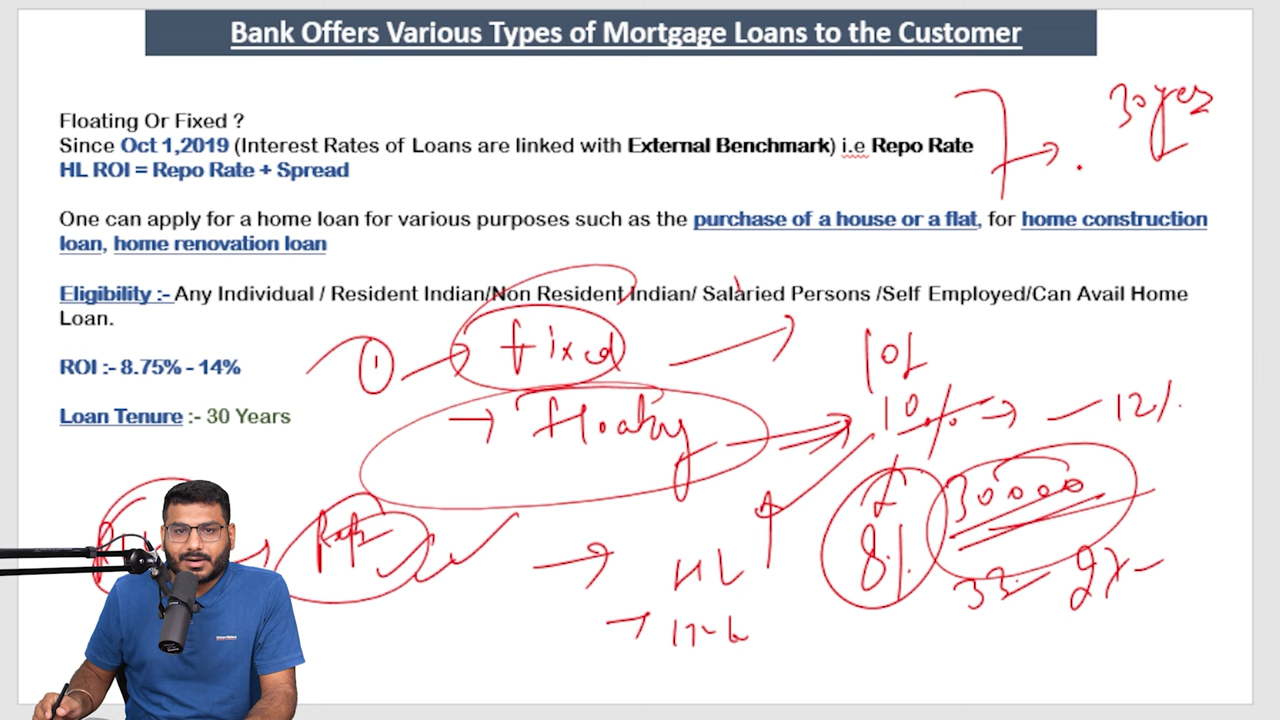 Bank Offers Various Types of Mortgage Loans to the Customer
30 yes
Floating Or Fixed ?
Since Oct 1,2019 (Interest Rates of Loans are linked with External Benchmark) i.e Repo Rate
HL ROI = Repo Rate + Spread
One can apply for a home loan for various purposes such as the purchase of a house or a flat, for home construction
loan, home renovation loan
Eligibility :- Any Individual / Resident Indian/Non Resident Indian/ Salaried Persons /Self Employed/Can Avail Home
Loan.
① Fixed
ROI :- 8.75% - 14%
Loan Tenure :- 30 Years
Floating
10% 12%
30000
8%
HL